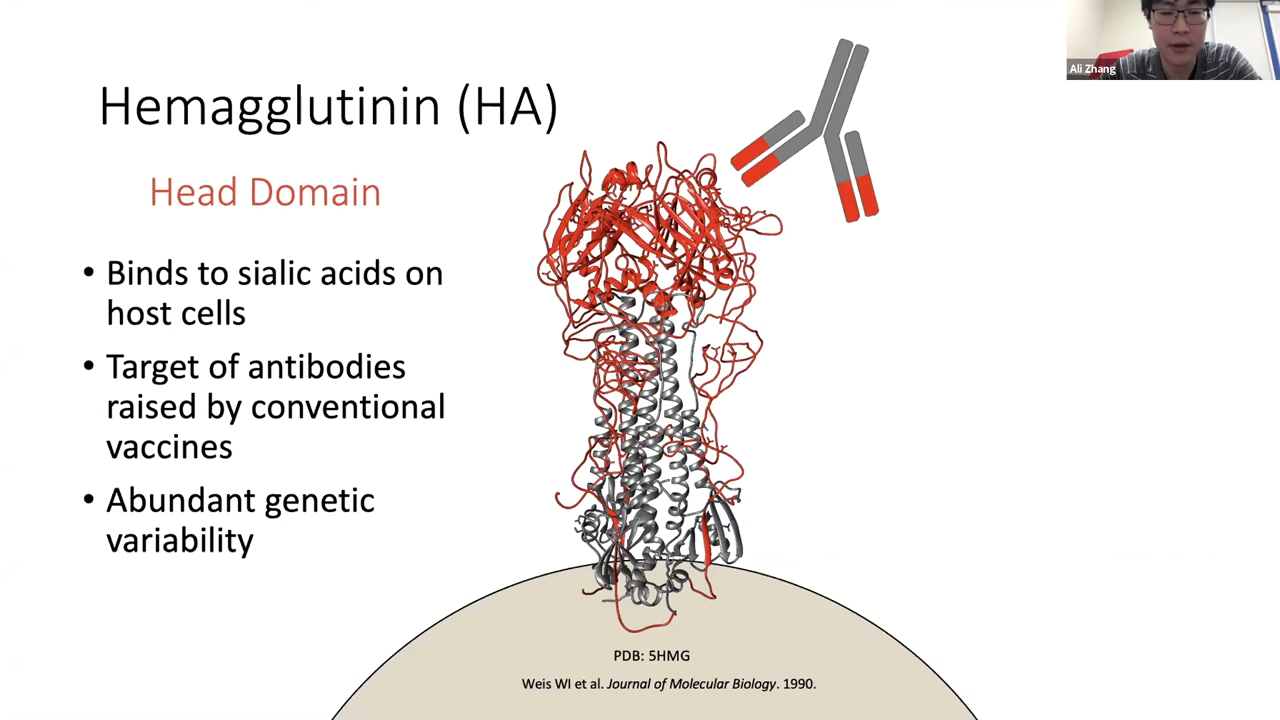 Ali Zhang
Hemagglutinin (HA)
Head Domain
• Binds to sialic acids on
host cells
• Target of antibodies
raised by conventional
vaccines
• Abundant genetic
variability
PDB: 5HMG
Weis WI et al. Journal of Molecular Biology. 1990.